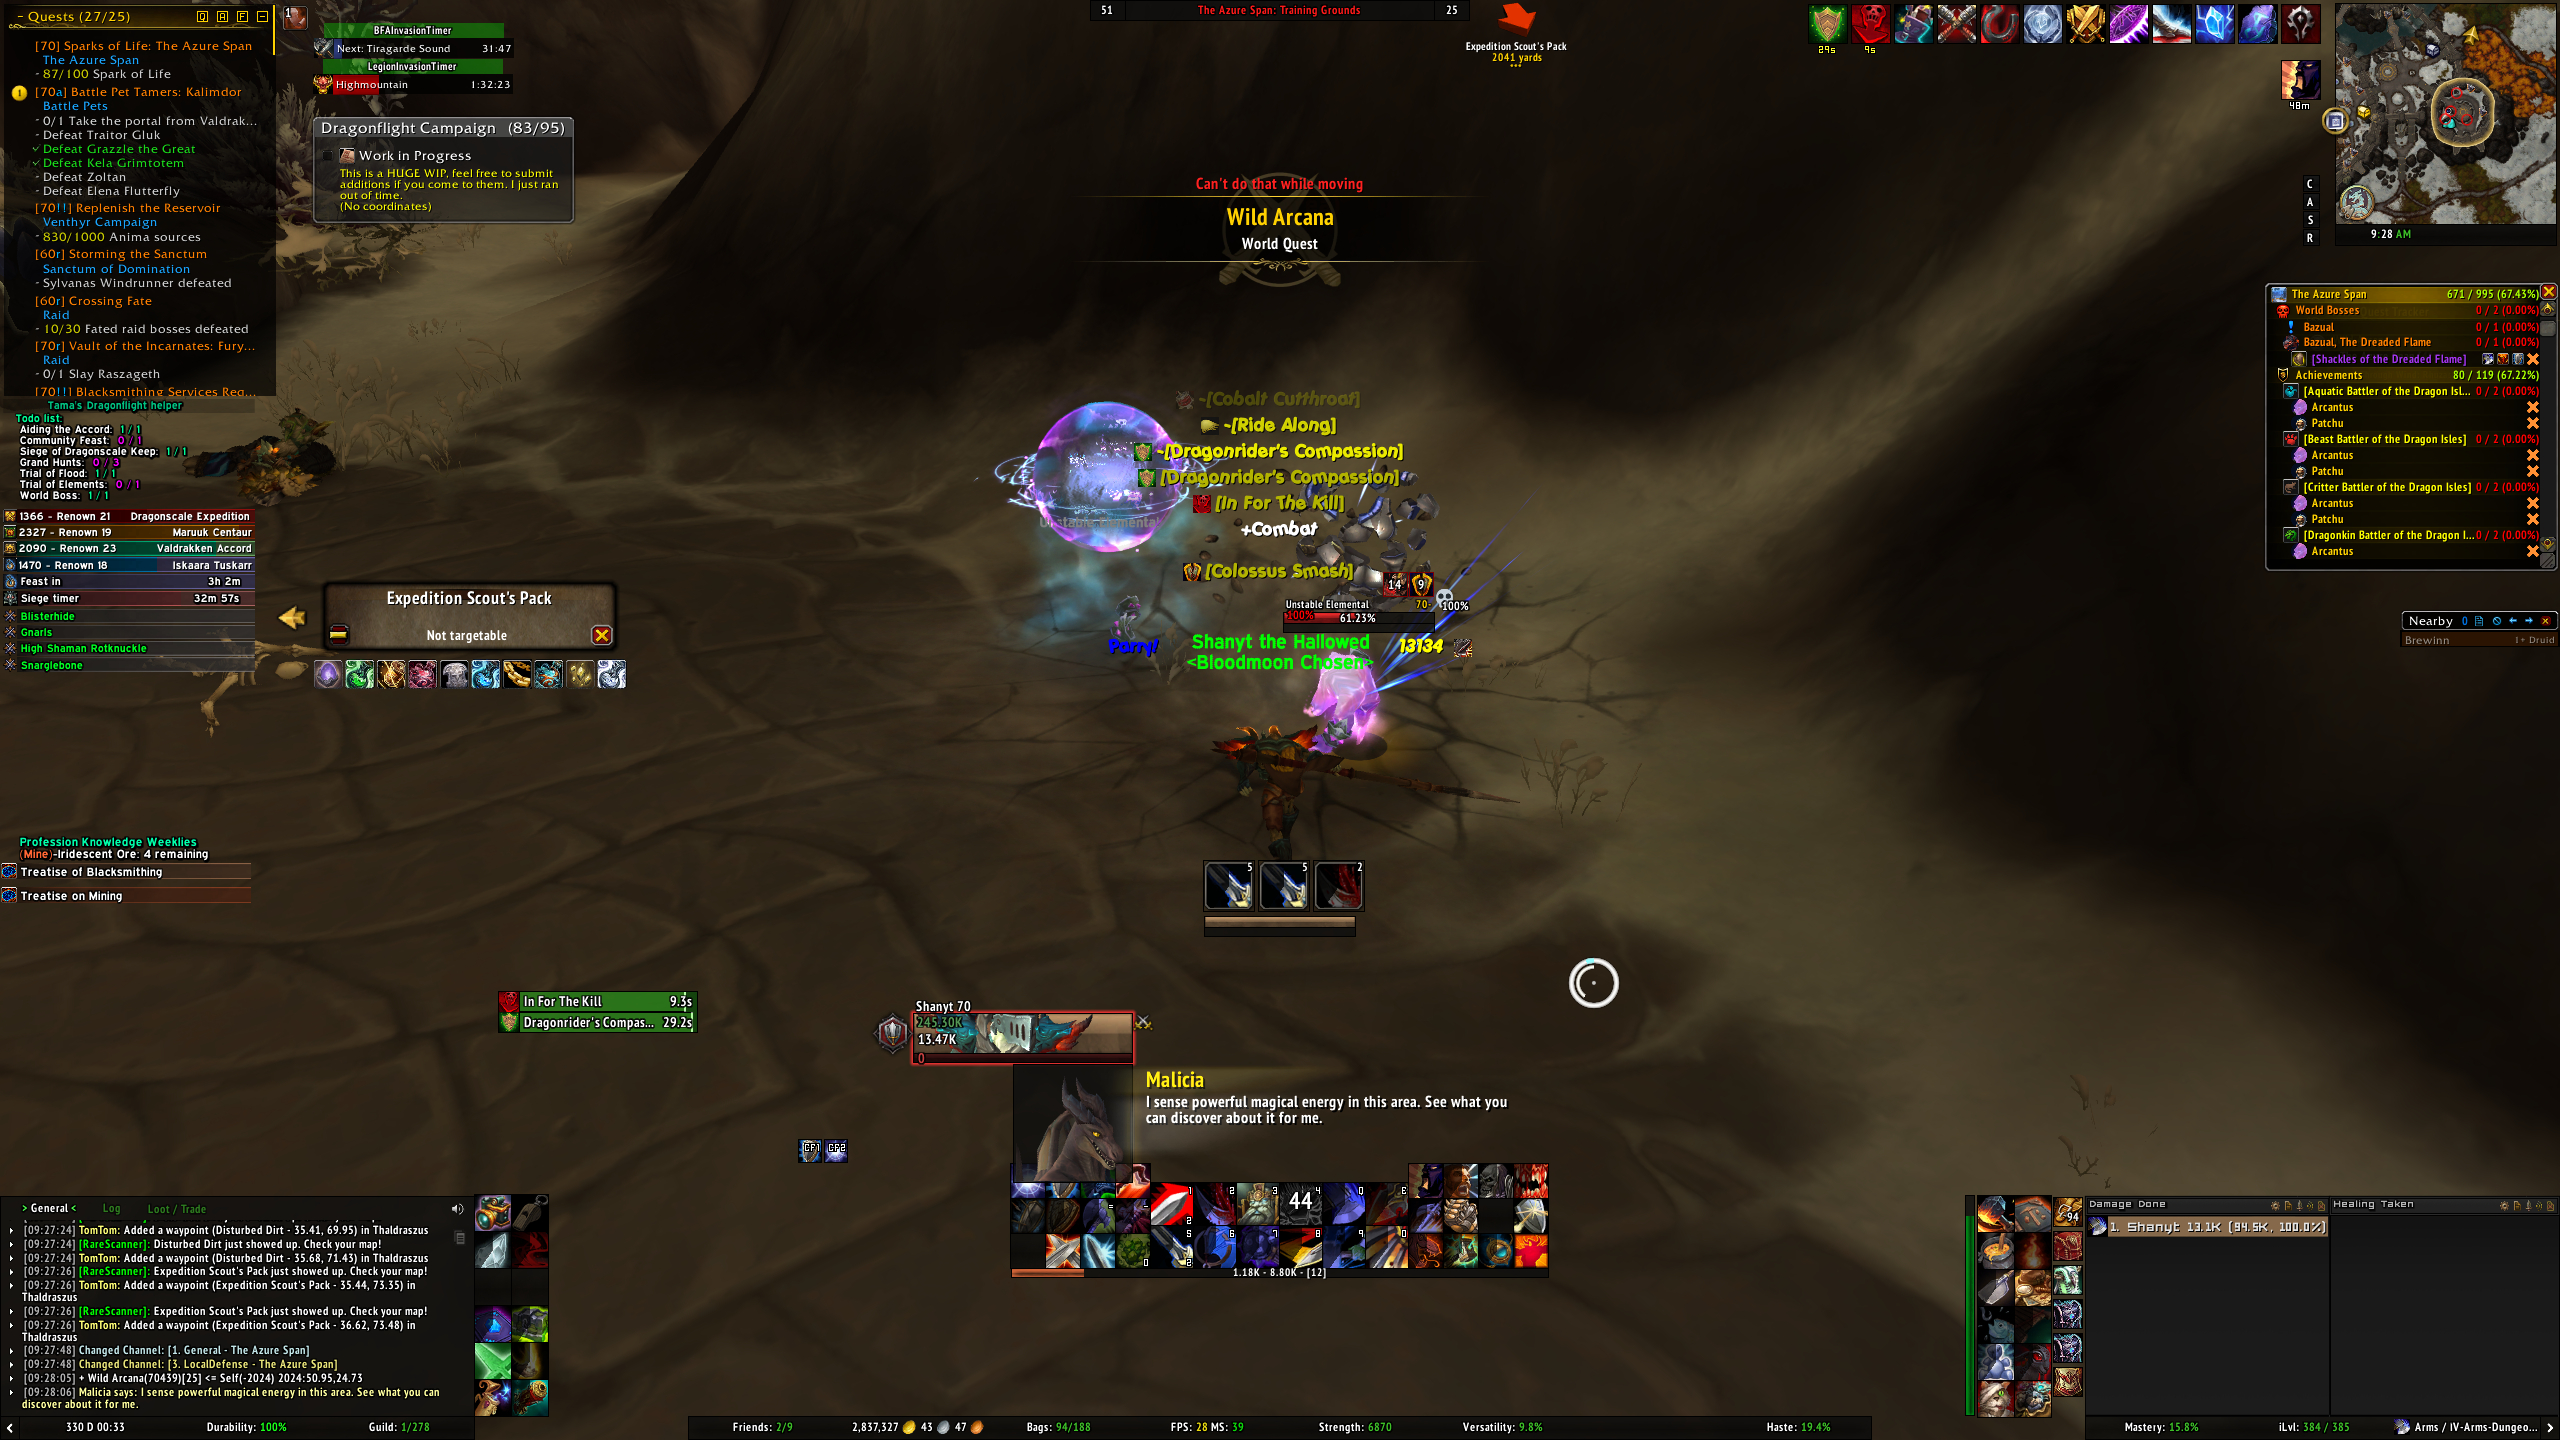 - Quests (27/25)
Q A F -
[70] Sparks of Life: The Azure Span
The Azure Span
- 87/100 Spark of Life
[70a] Battle Pet Tamers: Kalimdor
Battle Pets
- 0/1 Take the portal from Valdrak...
- Defeat Traitor Gluk
Defeat Grazzle the Great
Defeat Kela Grimtotem
- Defeat Zoltan
- Defeat Elena Flutterfly
[70!!] Replenish the Reservoir
Venthyr Campaign
- 830/1000 Anima sources
[60r] Storming the Sanctum
Sanctum of Domination
- Sylvanas Windrunner defeated
[60r] Crossing Fate
Raid
- 10/30 Fated raid bosses defeated
[70r] Vault of the Incarnates: Fury...
Raid
- 0/1 Slay Raszageth
[70!!] Blacksmithing Services Req...
Tama's Dragonflight helper
Todo list:
Aiding the Accord: 1 / 1
Community Feast: 0 / 1
Siege of Dragonscale Keep: 1 / 1
Grand Hunts: 0 / 3
Trial of Flood: 1 / 1
Trial of Elements: 0 / 1
World Boss: 1 / 1
1366 - Renown 21 Dragonscale Expedition
2327 - Renown 19 Maruuk Centaur
2090 - Renown 23 Valdrakken Accord
1470 - Renown 18 Iskaara Tuskarr
Feast in 3h 2m
Siege timer 32m 57s
Blisterhide
Gnarls
High Shaman Rotknuckle
Snarglebone
Profession Knowledge Weeklies
(Mine)-Iridescent Ore: 4 remaining
Treatise of Blacksmithing
Treatise on Mining
1
BFAInvasionTimer
Next: Tiragarde Sound 31:47
LegionInvasionTimer
Highmountain 1:32:23
Dragonflight Campaign (83/95)
Work in Progress
This is a HUGE WIP, feel free to submit
additions if you come to them. I just ran
out of time.
(No coordinates)
Expedition Scout's Pack
Not targetable
51 The Azure Span: Training Grounds 25
Expedition Scout's Pack
2041 yards
Can't do that while moving
Wild Arcana
World Quest
~[Cobalt Cutthroat]
~[Ride Along]
~[Dragonrider's Compassion]
[Dragonrider's Compassion]
[In For The Kill]
+Combat
Unstable Elemental
[Colossus Smash]
14 9
Unstable Elemental 70- 100%
100% 61.23%
Parry!
Shanyt the Hallowed
<Bloodmoon Chosen>
13134
5 5 2
In For The Kill 9.3s
Dragonrider's Compas... 29.2s
Shanyt 70
245.30K
13.47K
0
Malicia
I sense powerful magical energy in this area. See what you
can discover about it for me.
CF1 CF2
44
1.18K - 8.80K - [12]
29s 9s
48m
C
A
S
R
9:28 AM
The Azure Span 671 / 995 (67.43%)
World Bosses 0 / 2 (0.00%)
Bazual 0 / 1 (0.00%)
Bazual, The Dreaded Flame 0 / 1 (0.00%)
[Shackles of the Dreaded Flame]
Achievements 80 / 119 (67.22%)
[Aquatic Battler of the Dragon Isl... 0 / 2 (0.00%)
Arcantus
Patchu
[Beast Battler of the Dragon Isles] 0 / 2 (0.00%)
Arcantus
Patchu
[Critter Battler of the Dragon Isles] 0 / 2 (0.00%)
Arcantus
Patchu
[Dragonkin Battler of the Dragon I... 0 / 2 (0.00%)
Arcantus
Nearby 0
Brewinn 1+ Druid
> General < Log Loot / Trade
[09:27:24] TomTom: Added a waypoint (Disturbed Dirt - 35.41, 69.95) in Thaldraszus
[09:27:24] [RareScanner]: Disturbed Dirt just showed up. Check your map!
[09:27:24] TomTom: Added a waypoint (Disturbed Dirt - 35.68, 71.43) in Thaldraszus
[09:27:26] [RareScanner]: Expedition Scout's Pack just showed up. Check your map!
[09:27:26] TomTom: Added a waypoint (Expedition Scout's Pack - 35.44, 73.35) in
Thaldraszus
[09:27:26] [RareScanner]: Expedition Scout's Pack just showed up. Check your map!
[09:27:26] TomTom: Added a waypoint (Expedition Scout's Pack - 36.62, 73.48) in
Thaldraszus
[09:27:48] Changed Channel: [1. General - The Azure Span]
[09:27:48] Changed Channel: [3. LocalDefense - The Azure Span]
[09:28:05] + Wild Arcana(70439)[25] <= Self(-2024) 2024:50.95,24.73
[09:28:06] Malicia says: I sense powerful magical energy in this area. See what you can
discover about it for me.
94
Damage Done
1. Shanyt 13.1K (94.5K, 100.0%)
Healing Taken
330 D 00:33 Durability: 100% Guild: 1/278
Friends: 2/9 2,837,327 43 47 Bags: 94/188 FPS: 28 MS: 39 Strength: 6870 Versatility: 9.8% Haste: 19.4%
Mastery: 15.8% iLvl: 384 / 385 Arms / IV-Arms-Dungeo...